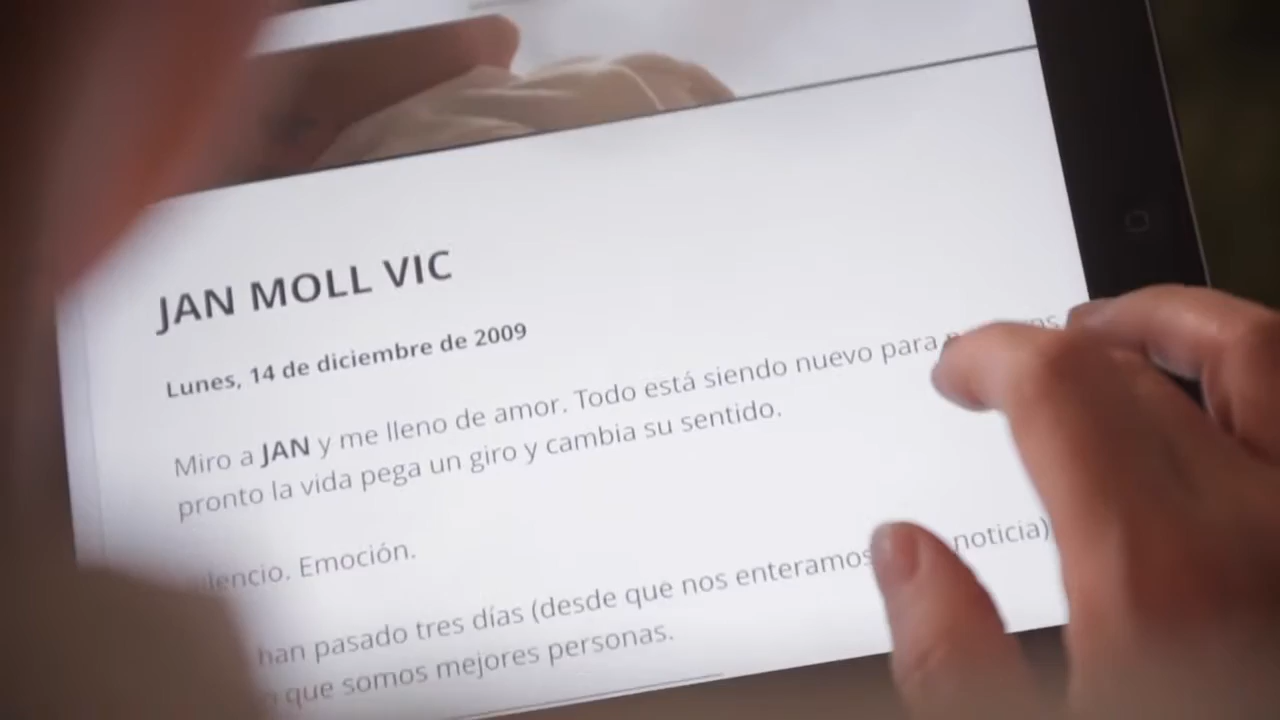 JAN MOLL VIC
Lunes, 14 de diciembre de 2009
Miro a JAN y me lleno de amor. Todo está siendo nuevo para
pronto la vida pega un giro y cambia su sentido.
Emoción.
han pasado tres días (desde que nos enteramos noticia)
que somos mejores personas.